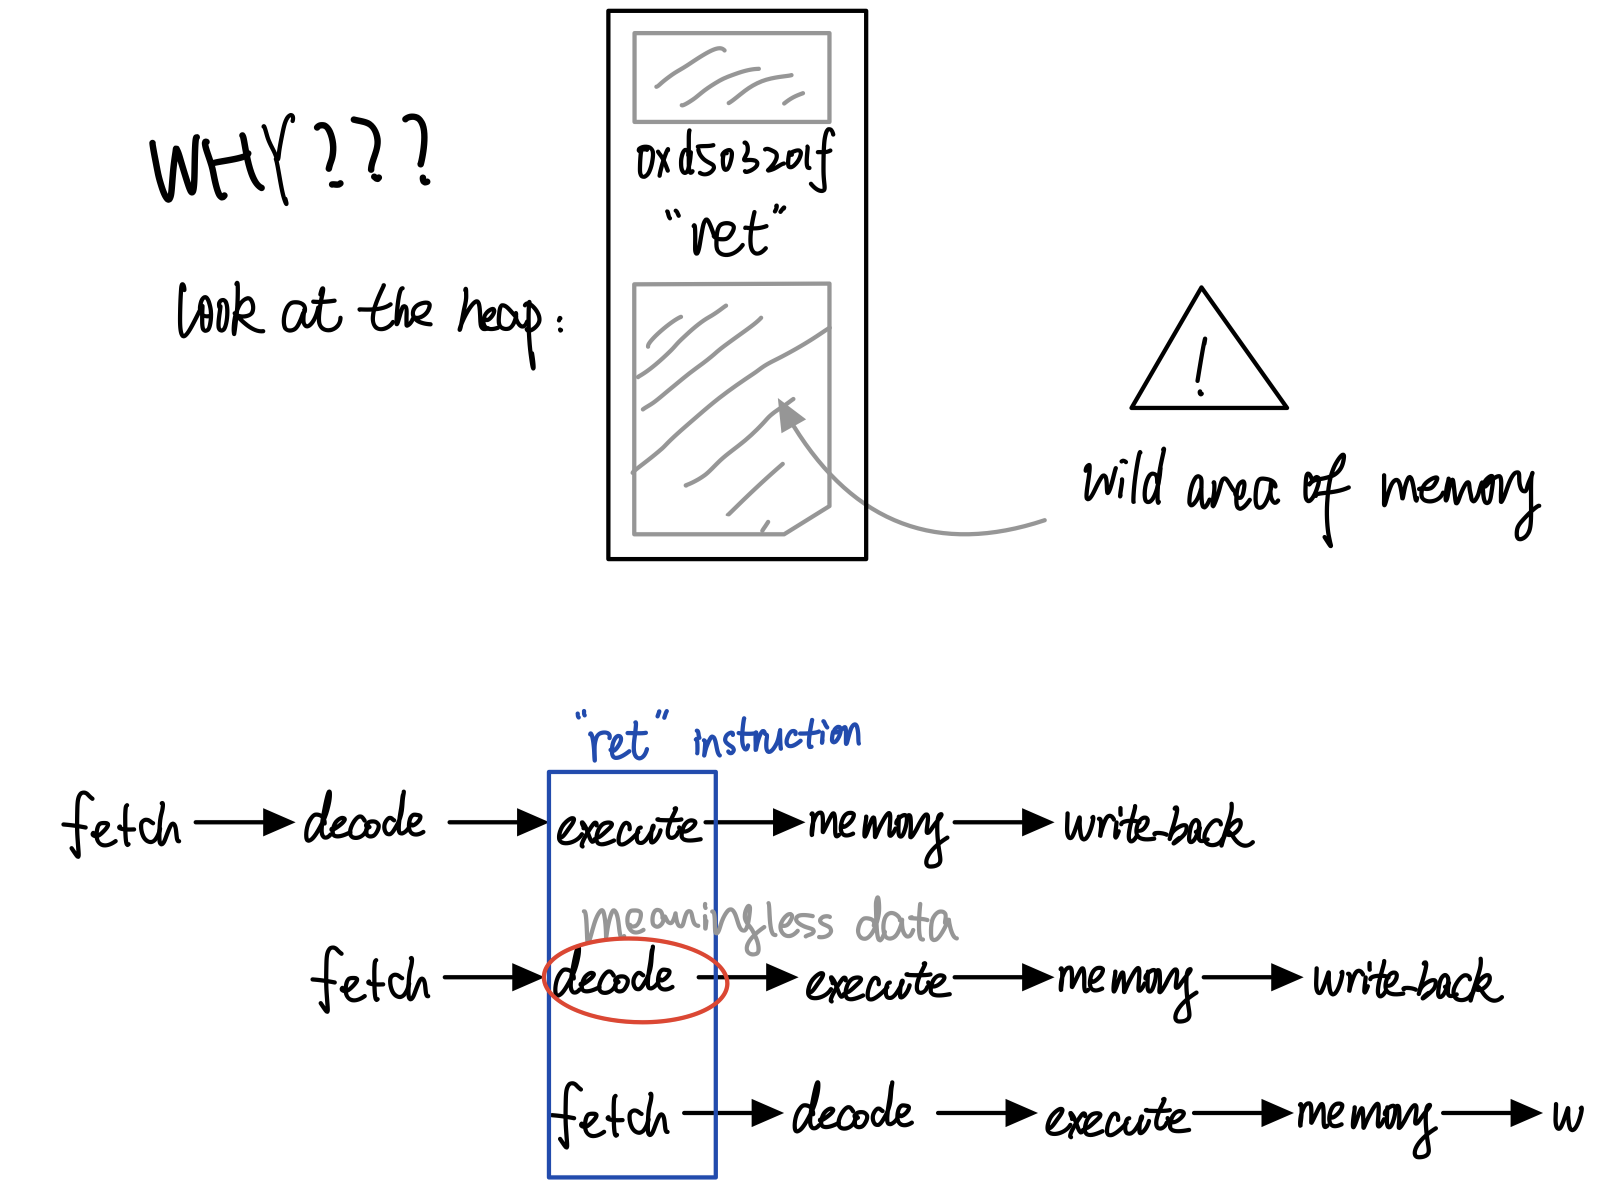 WHY???
look at the heap:
0xd503201f
"ret"
!
wild area of memory
"ret" instruction
fetch decode execute memory write-back
meaningless data
fetch decode execute memory write-back
fetch decode execute memory w